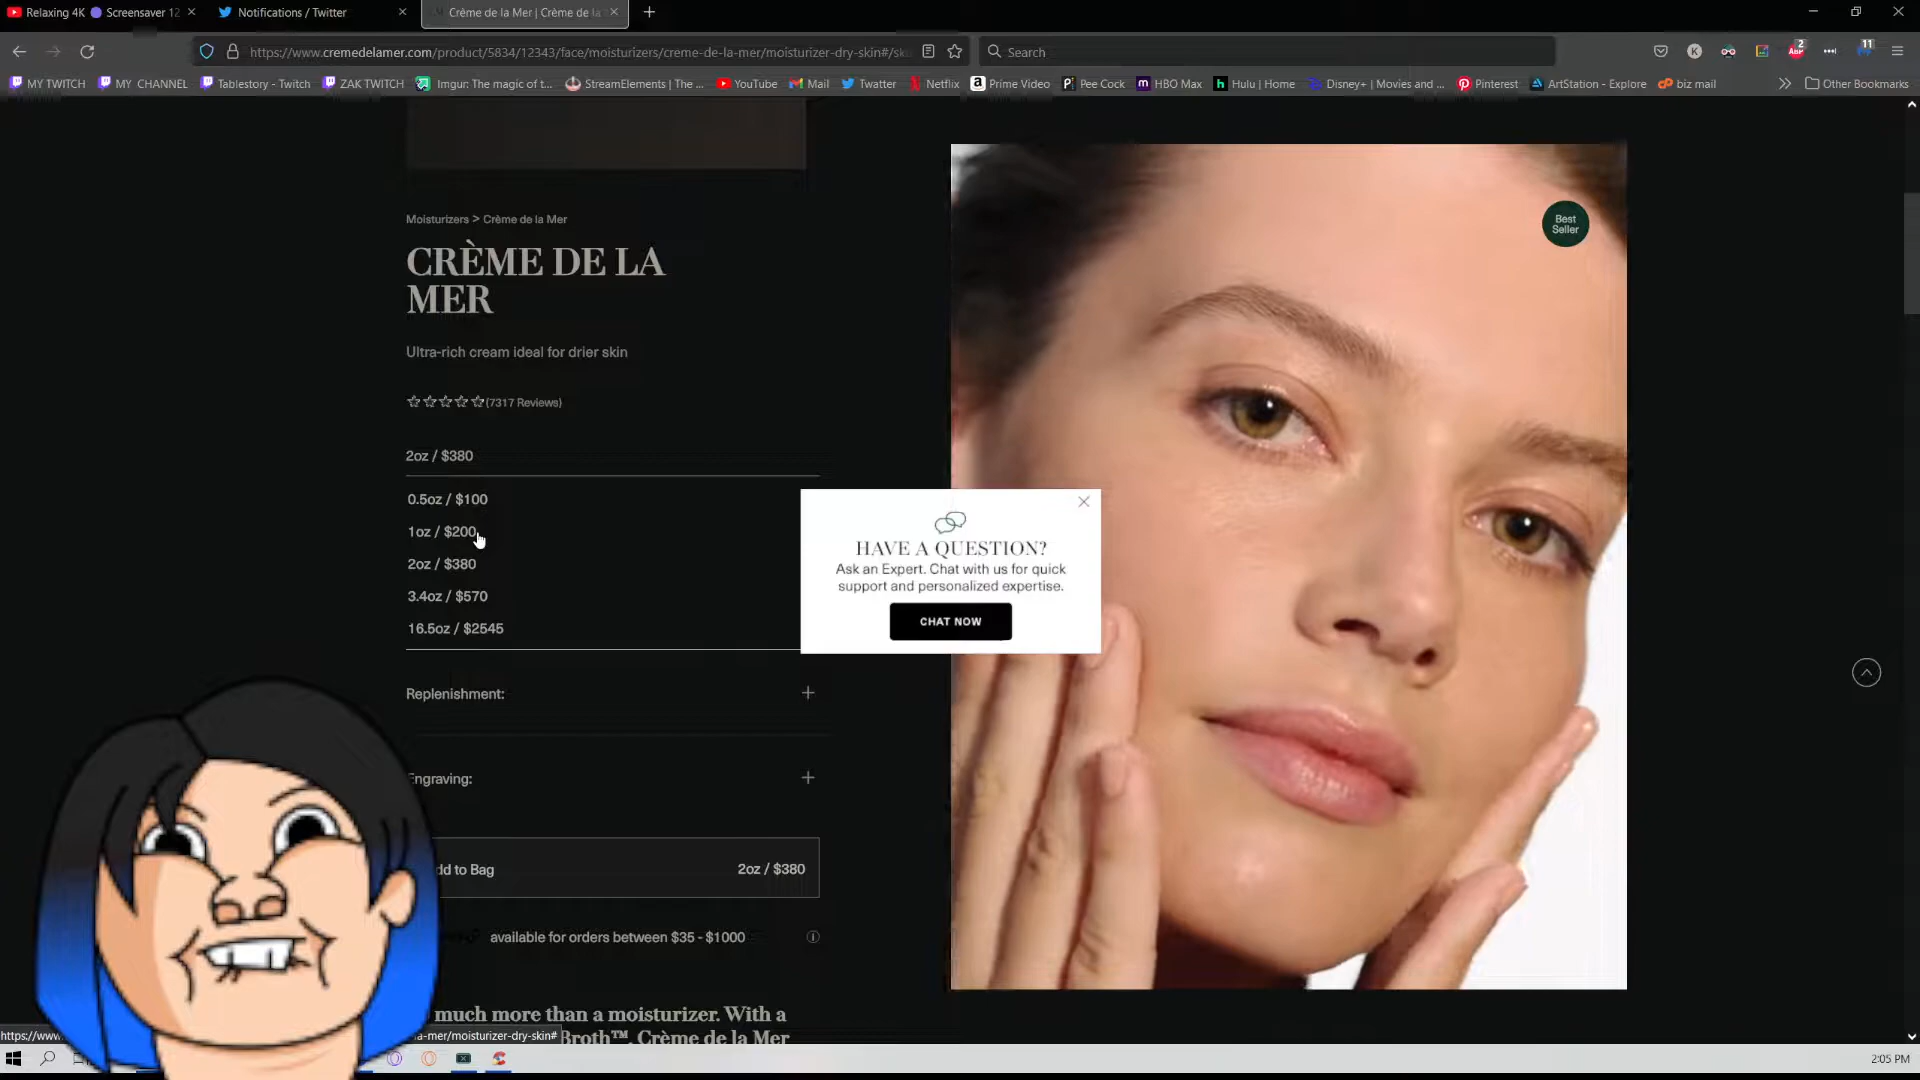 Relaxing 4K Screensaver 12
Notifications / Twitter
Crème de la Mer | Crème de la
https://www.cremedelamer.com/product/5834/12343/face/moisturizers/creme-de-la-mer/moisturizer-dry-skin#/sk
Search
2
11
MY TWITCH MY CHANNEL Tablestory - Twitch ZAK TWITCH Imgur: The magic of t... StreamElements | The ... YouTube Mail Twatter Netflix Prime Video Pee Cock HBO Max Hulu | Home Disney+ | Movies and ... Pinterest ArtStation - Explore biz mail Other Bookmarks
Moisturizers > Crème de la Mer
CRÈME DE LA
MER
Best
Seller
Ultra-rich cream ideal for drier skin
(7317 Reviews)
2oz / $380
0.5oz / $100
1oz / $200
2oz / $380
3.4oz / $570
16.5oz / $2545
HAVE A QUESTION?
Ask an Expert. Chat with us for quick
support and personalized expertise.
CHAT NOW
Replenishment:
Engraving:
dd to Bag 2oz / $380
available for orders between $35 - $1000
much more than a moisturizer. With a
Broth™, Crème de la Mer
https://www a-mer/moisturizer-dry-skin#
2:05 PM